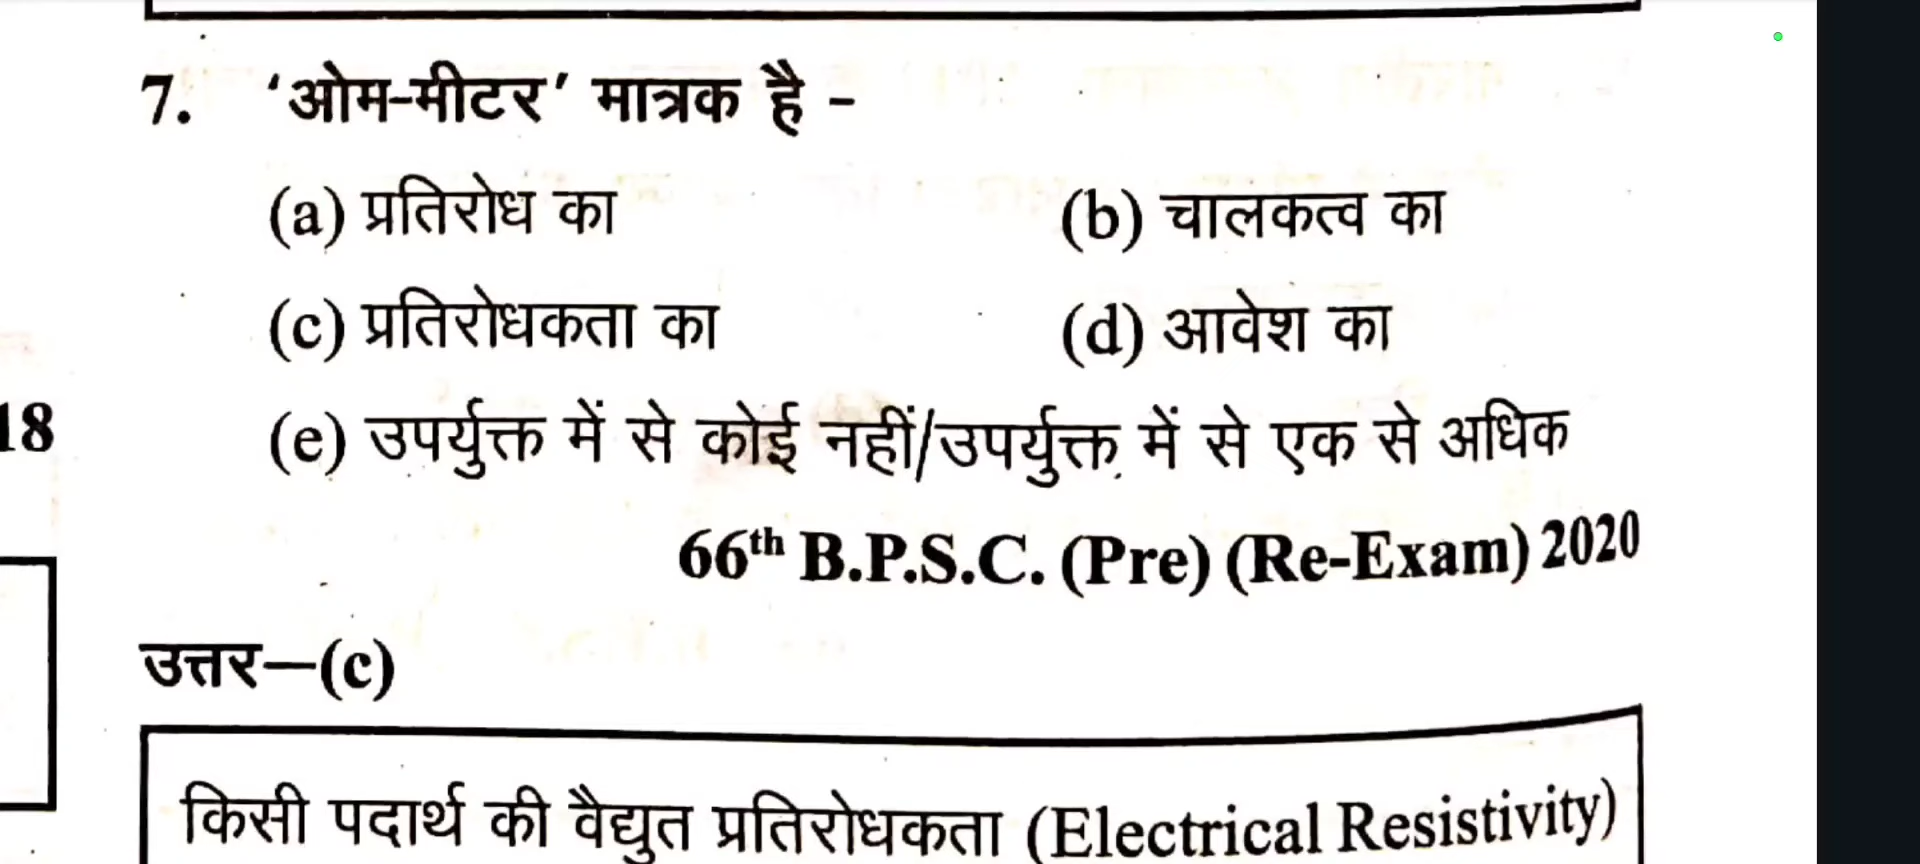 7. 'ओम-मीटर' मात्रक है -
(a) प्रतिरोध का (b) चालकत्व का
(c) प्रतिरोधकता का (d) आवेश का
18
(e) उपर्युक्त में से कोई नहीं/उपर्युक्त में से एक से अधिक
66th B.P.S.C. (Pre) (Re-Exam) 2020
उत्तर—(c)
किसी पदार्थ की वैद्युत प्रतिरोधकता (Electrical Resistivity)